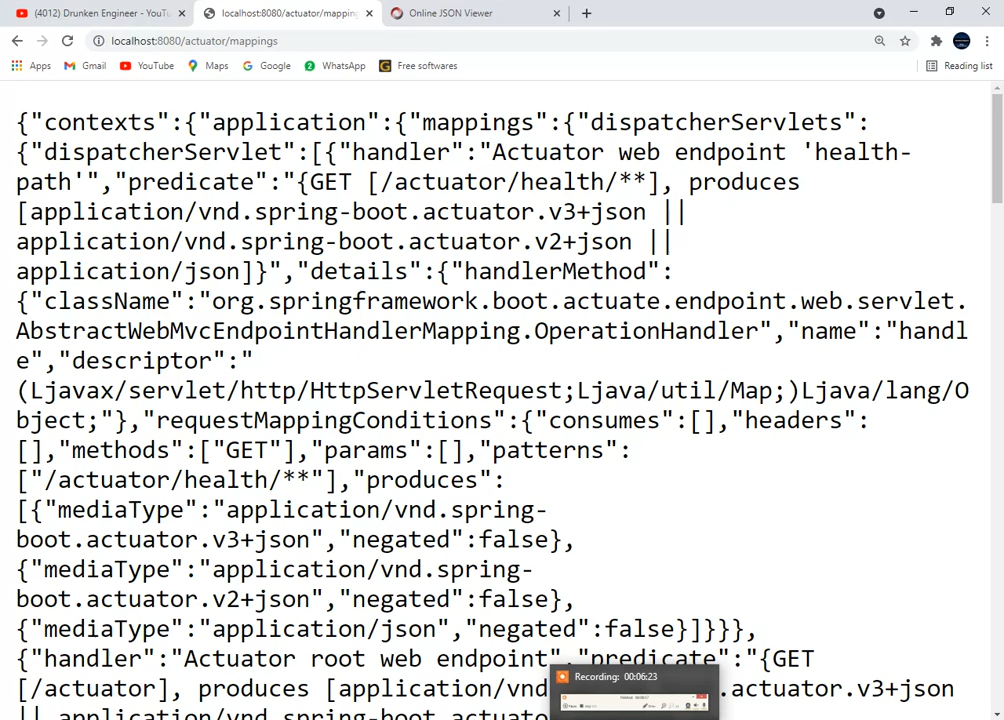 (4012) Drunken Engineer - YouTu
localhost:8080/actuator/mapping
Online JSON Viewer
localhost:8080/actuator/mappings
Apps
Gmail
YouTube
Maps
Google
WhatsApp
Free softwares
Reading list
{"contexts":{"application":{"mappings":{"dispatcherServlets":
{"dispatcherServlet":[{"handler":"Actuator web endpoint 'health-
path'","predicate":"{GET [/actuator/health/**], produces
[application/vnd.spring-boot.actuator.v3+json ||
application/vnd.spring-boot.actuator.v2+json ||
application/json]}","details":{"handlerMethod":
{"className":"org.springframework.boot.actuate.endpoint.web.servlet.
AbstractWebMvcEndpointHandlerMapping.OperationHandler","name":"handl
e","descriptor":"
(Ljavax/servlet/http/HttpServletRequest;Ljava/util/Map;)Ljava/lang/O
bject;"},"requestMappingConditions":{"consumes":[],"headers":
[],"methods":["GET"],"params":[],"patterns":
["/actuator/health/**"],"produces":
[{"mediaType":"application/vnd.spring-
boot.actuator.v3+json","negated":false},
{"mediaType":"application/vnd.spring-
boot.actuator.v2+json","negated":false},
{"mediaType":"application/json","negated":false}]}}},
{"handler":"Actuator root web endpoint","predicate":"{GET
[/actuator], produces [application/vnd .actuator.v3+json
|| application/vnd.spring-boot.actuato
Recording: 00:06:23